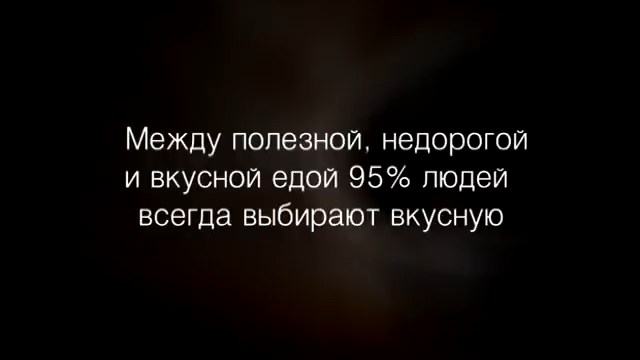 Между полезной, недорогой
и вкусной едой 95% людей
всегда выбирают вкусную